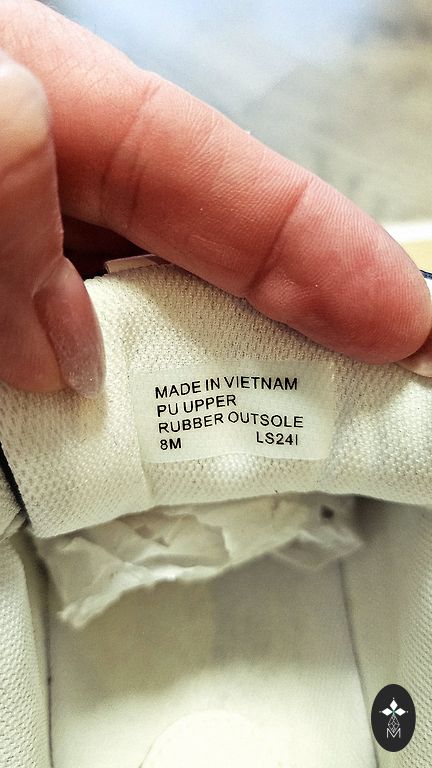 MADE IN VIETNAM
PU UPPER
RUBBER OUTSOLE
8M LS24I
M